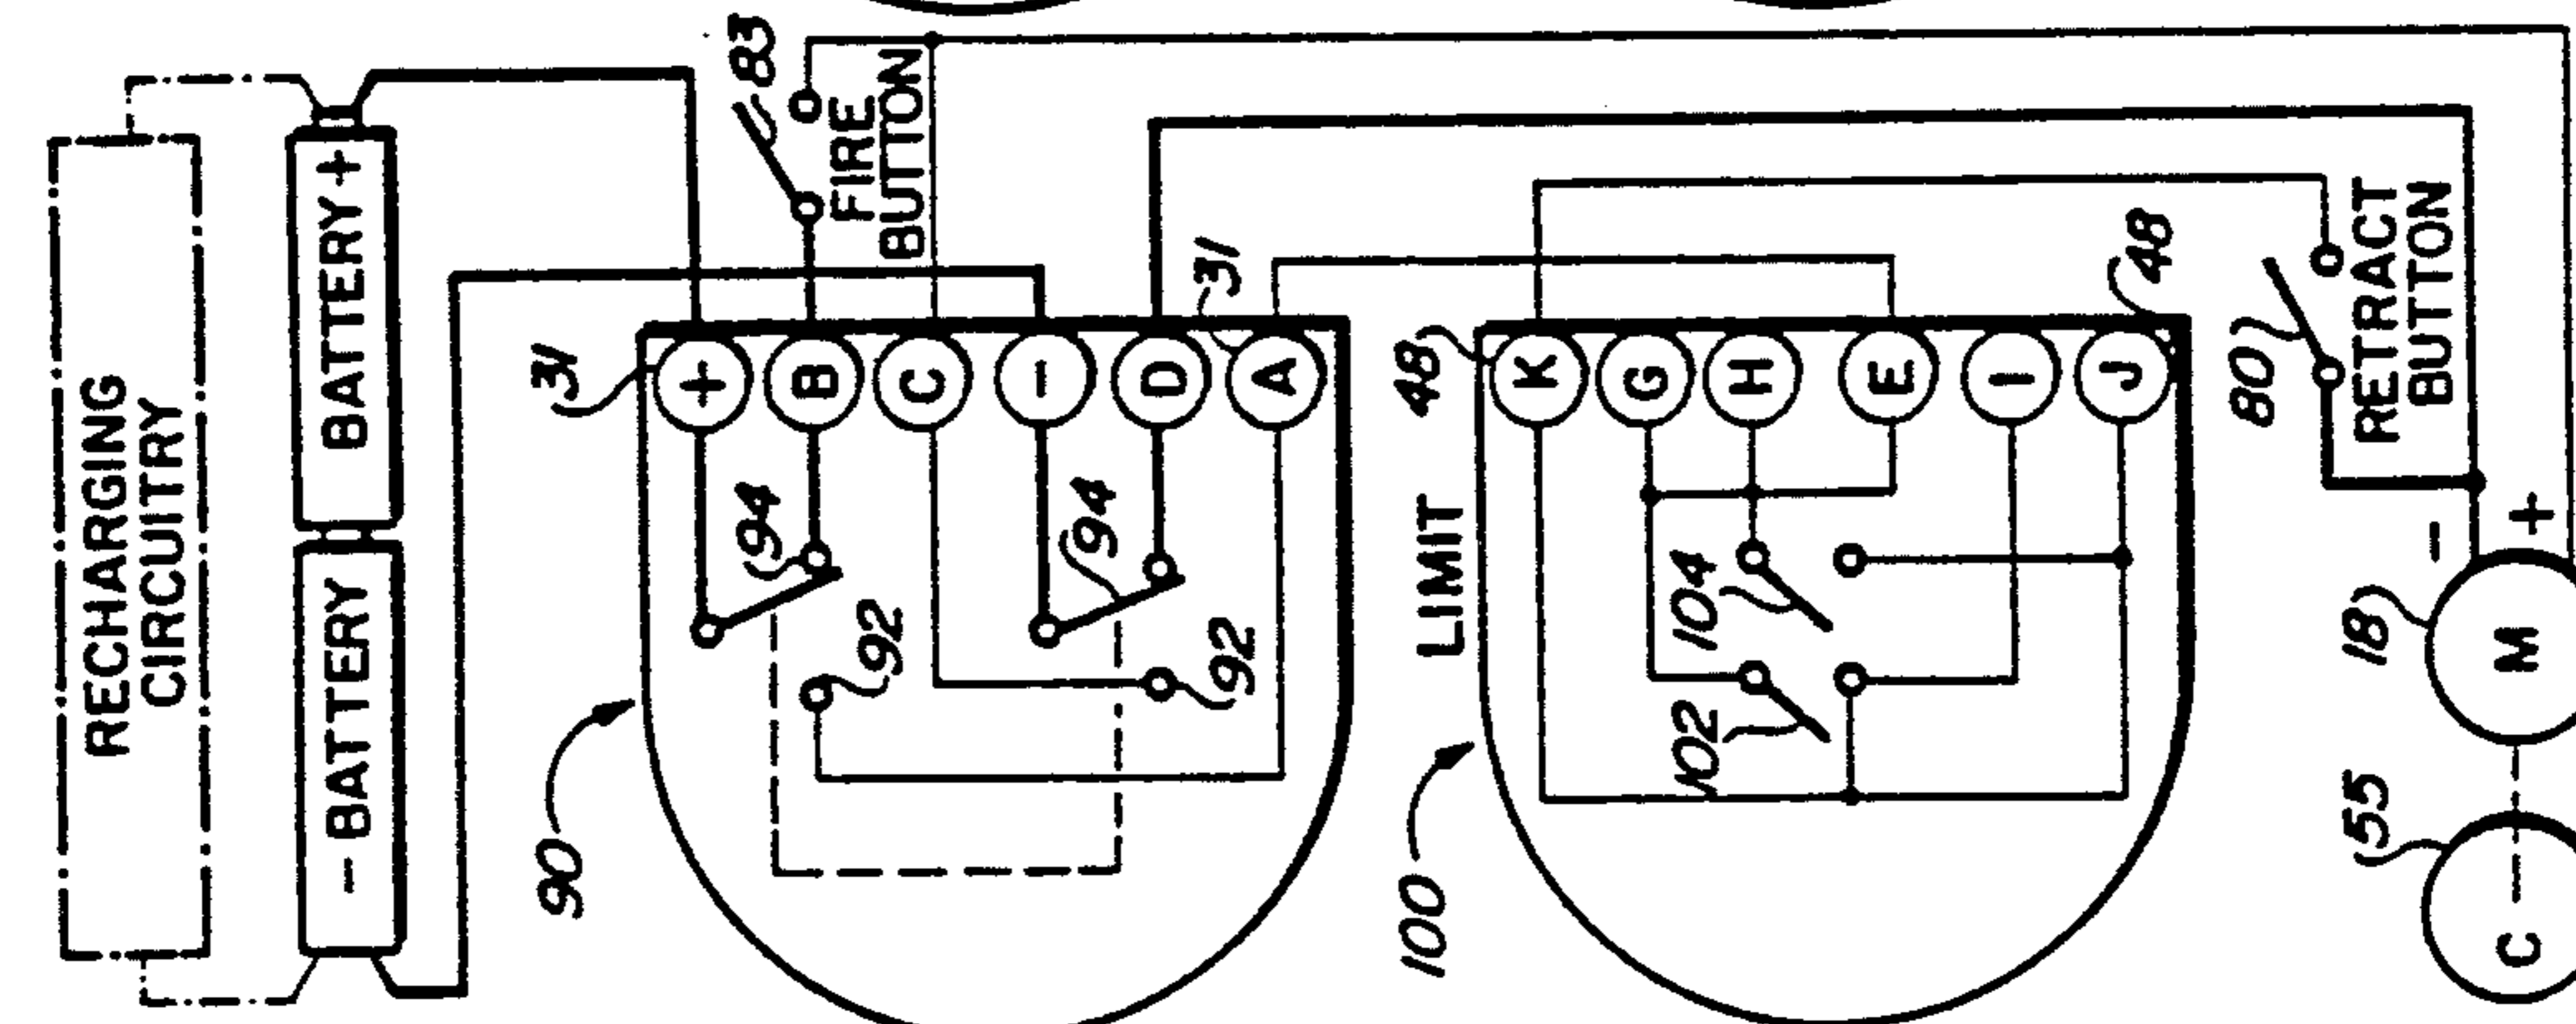 RECHARGING
CIRCUITRY
BATTERY +
- BATTERY
83
FIRE
BUTTON
31
+
B
C
-
D
A
31
94
94
92
92
90
48
K
G
H
E
I
J
48
LIMIT
104
102
100
80
RETRACT
BUTTON
-
+
18
M
55
C